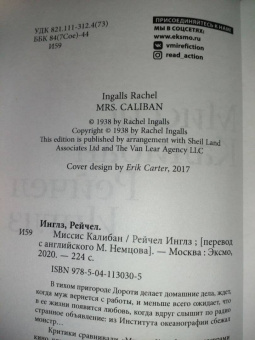 УДК 821.111-312.4(73)
ББК 84(7Сое)-44
И59
ПРИСОЕДИНЯЙТЕСЬ К НАМ!
МЫ В СОЦСЕТЯХ:
www.eksmo.ru
vmirefiction
read_action
Ingalls Rachel
MRS. CALIBAN
© 1938 by Rachel Ingalls
Copyright © 1938 by Rachel Ingalls
This edition is published by arrangement with Sheil Land
Associates Ltd and The Van Lear Agency LLC
Cover design by Erik Carter, 2017
Инглз, Рейчел.
И59 Миссис Калибан / Рейчел Инглз ; [перевод
с английского М. Немцова]. — Москва : Эксмо,
2020. — 224 с.
ISBN 978-5-04-113030-5
В тихом пригороде Дороти делает домашние дела, ждет,
когда муж вернется с работы, и меньше всего ожидает, что
в ее жизни появится любовь, когда вдруг слышит по радио
странное объявление: из Института океанографии сбежал
монстр...
Критики сравнивали